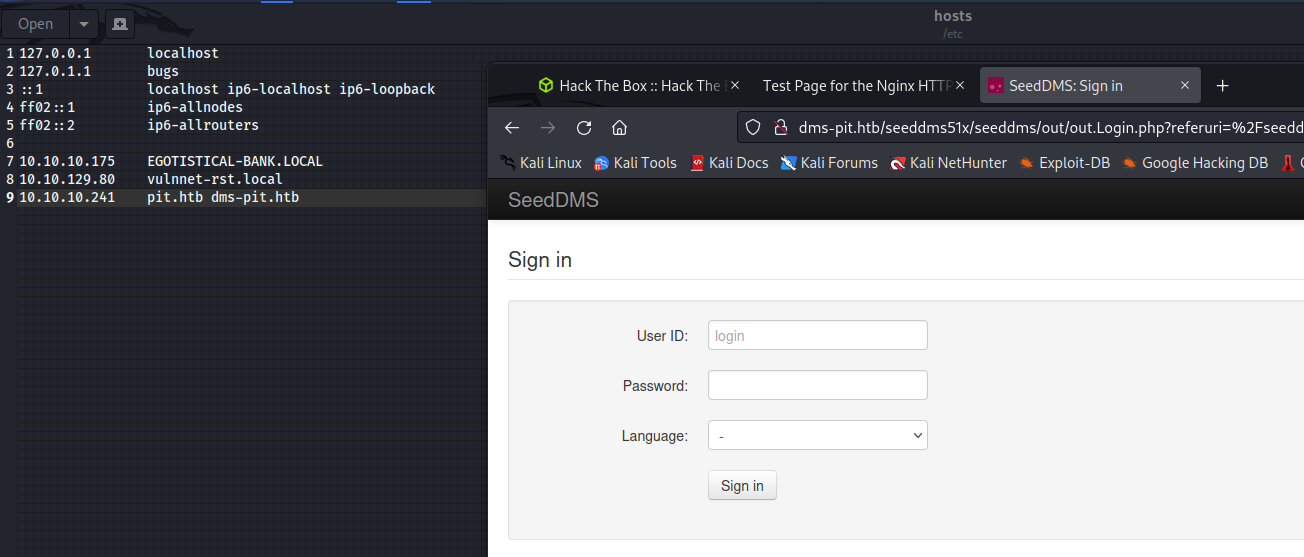 Open
hosts
/etc
1 127.0.0.1 localhost
2 127.0.1.1 bugs
3 ::1 localhost ip6-localhost ip6-loopback
4 ff02::1 ip6-allnodes
5 ff02::2 ip6-allrouters
6
7 10.10.10.175 EGOTISTICAL-BANK.LOCAL
8 10.10.129.80 vulnnet-rst.local
9 10.10.10.241 pit.htb dms-pit.htb
Hack The Box :: Hack The B
Test Page for the Nginx HTTP
SeedDMS: Sign in
dms-pit.htb/seeddms51x/seeddms/out/out.Login.php?referuri=%2Fseedd
Kali Linux Kali Tools Kali Docs Kali Forums Kali NetHunter Exploit-DB Google Hacking DB
SeedDMS
Sign in
User ID: login
Password:
Language: -
Sign in